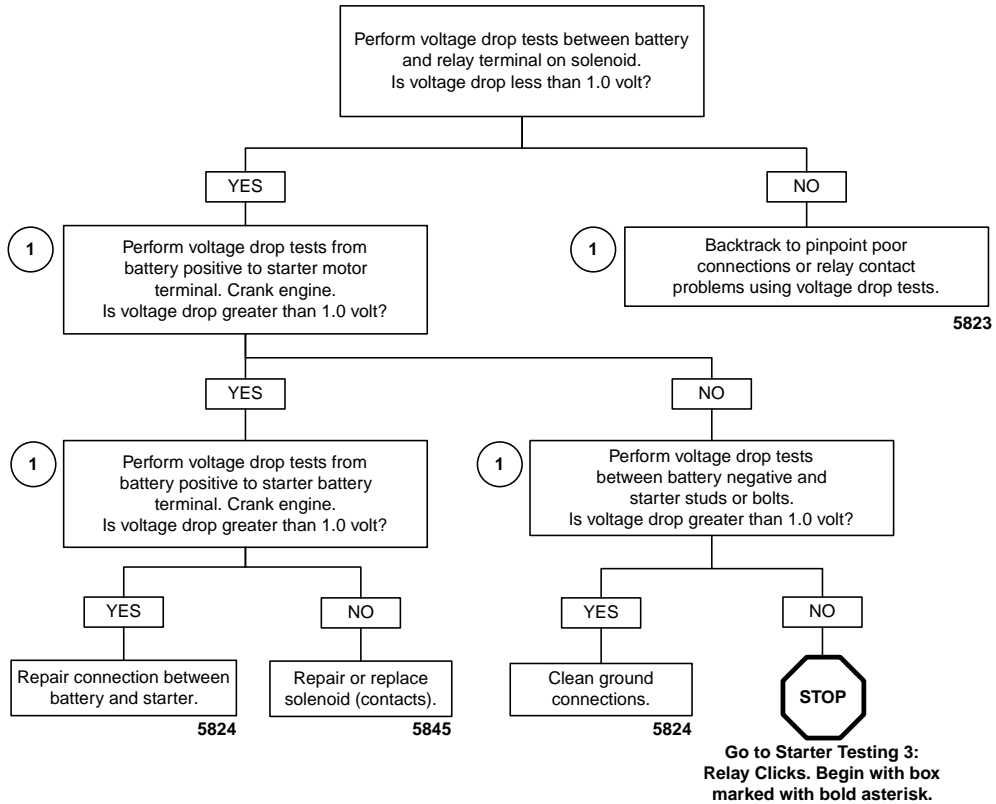 Perform voltage drop tests between battery
and relay terminal on solenoid.
Is voltage drop less than 1.0 volt?
YES
NO
1
Perform voltage drop tests from
battery positive to starter motor
terminal. Crank engine.
Is voltage drop greater than 1.0 volt?
1
Backtrack to pinpoint poor
connections or relay contact
problems using voltage drop tests.
5823
YES
NO
1
Perform voltage drop tests from
battery positive to starter battery
terminal. Crank engine.
Is voltage drop greater than 1.0 volt?
1
Perform voltage drop tests
between battery negative and
starter studs or bolts.
Is voltage drop greater than 1.0 volt?
YES
NO
YES
NO
Repair connection between
battery and starter.
5824
Repair or replace
solenoid (contacts).
5845
Clean ground
connections.
5824
STOP
Go to Starter Testing 3:
Relay Clicks. Begin with box
marked with bold asterisk.